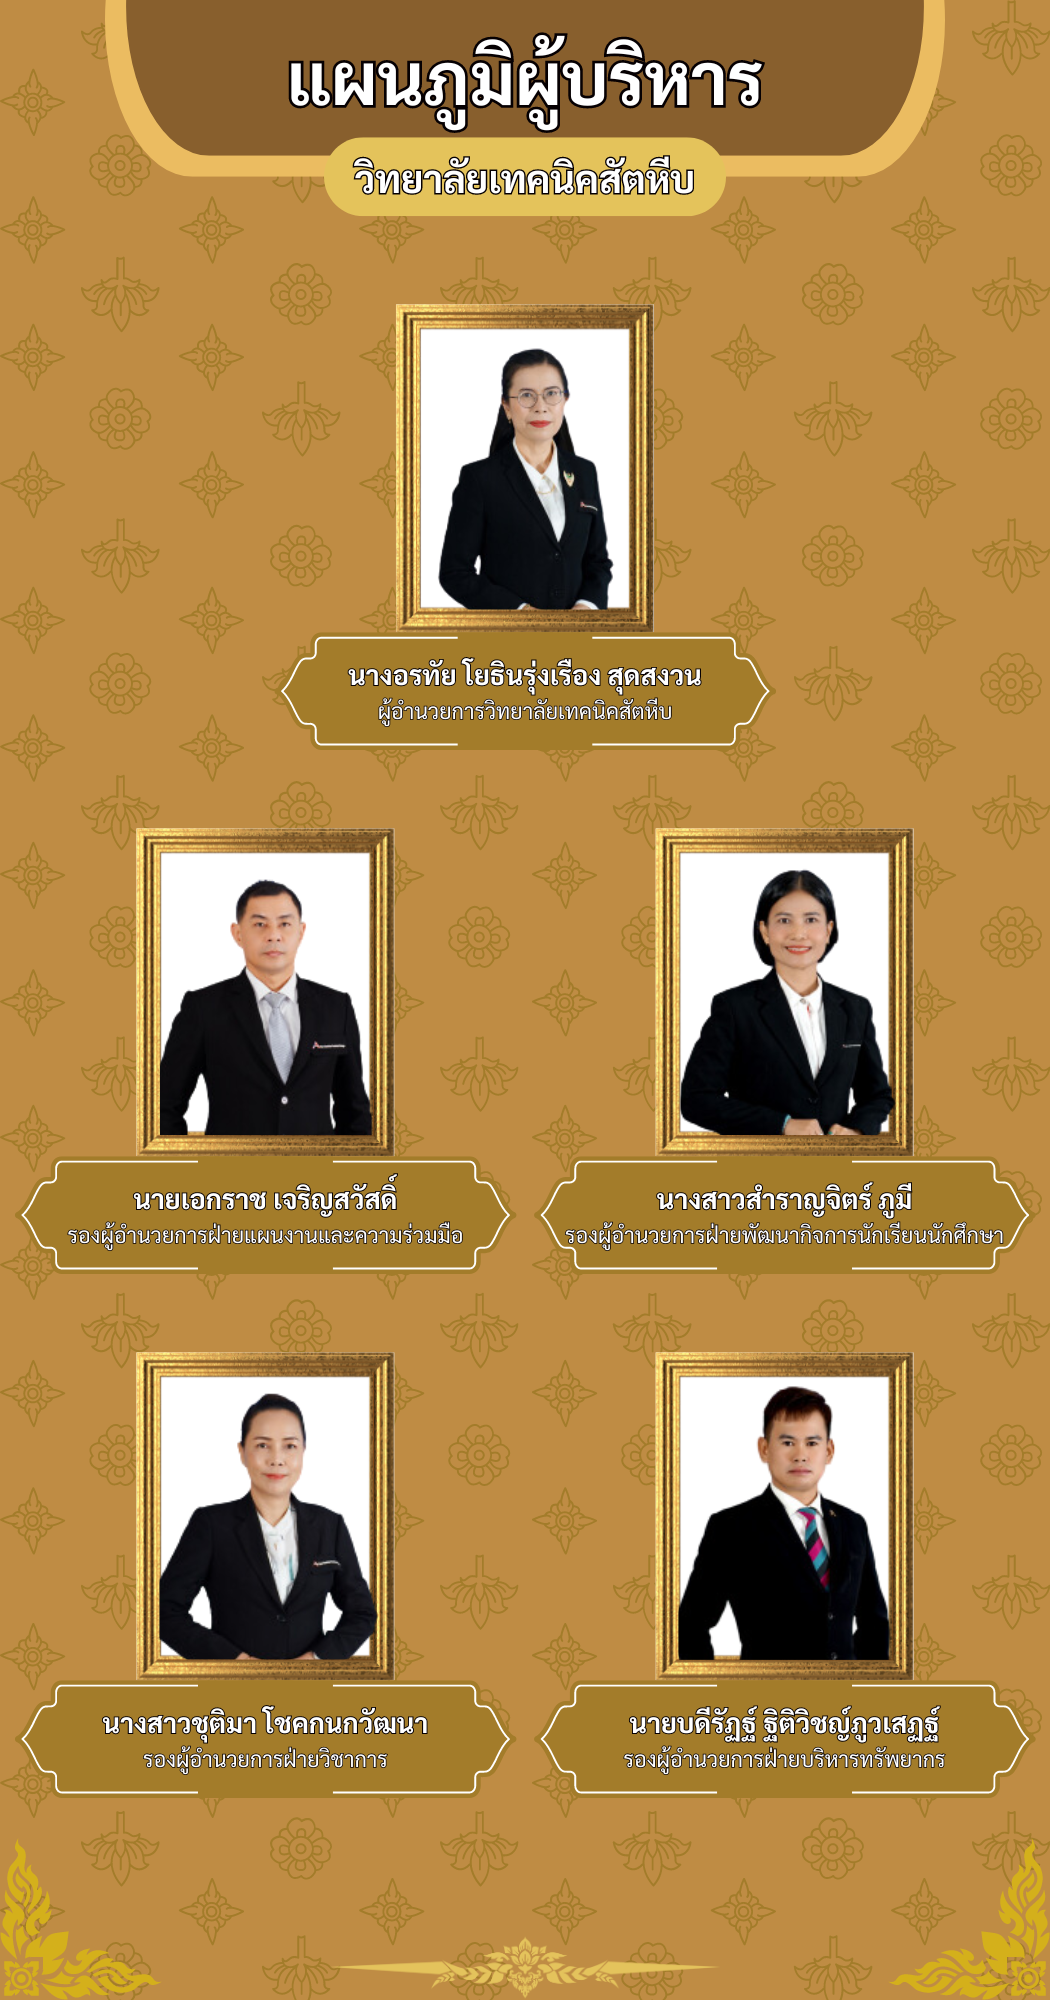 แผนภูมิผู้บริหาร
วิทยาลัยเทคนิคสัตหีบ
นางอรทัย โยธินรุ่งเรือง สุดสงวน
ผู้อำนวยการวิทยาลัยเทคนิคสัตหีบ
นายเอกราช เจริญสวัสดิ์
รองผู้อำนวยการฝ่ายแผนงานและความร่วมมือ
นางสาวสำราญจิตร์ ภูมี
รองผู้อำนวยการฝ่ายพัฒนากิจการนักเรียนนักศึกษา
นางสาวชุติมา โชคกนกวัฒนา
รองผู้อำนวยการฝ่ายวิชาการ
นายบดีรัฏฐ์ ฐิติวิชญ์ภูวเสฏฐ์
รองผู้อำนวยการฝ่ายบริหารทรัพยากร